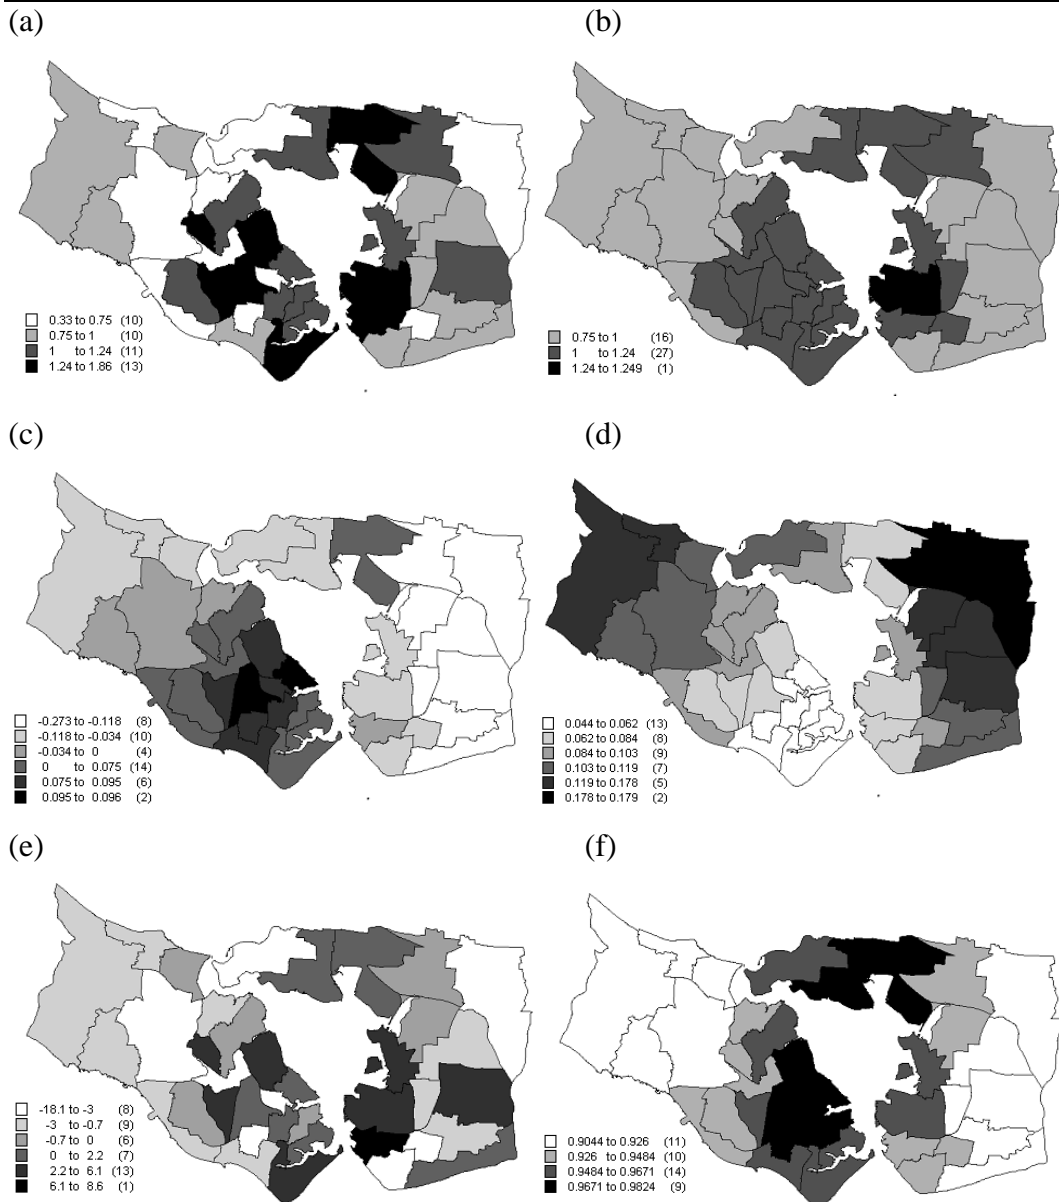 (a)
(b)
0.33 to 0.75 (10)
0.75 to 1 (10)
1 to 1.24 (11)
1.24 to 1.86 (13)
0.75 to 1 (16)
1 to 1.24 (27)
1.24 to 1.249 (1)
(c)
(d)
-0.273 to -0.118 (8)
-0.118 to -0.034 (10)
-0.034 to 0 (4)
0 to 0.075 (14)
0.075 to 0.095 (6)
0.095 to 0.096 (2)
0.044 to 0.062 (13)
0.062 to 0.084 (8)
0.084 to 0.103 (9)
0.103 to 0.119 (7)
0.119 to 0.178 (5)
0.178 to 0.179 (2)
(e)
(f)
-18.1 to -3 (8)
-3 to -0.7 (9)
-0.7 to 0 (6)
0 to 2.2 (7)
2.2 to 6.1 (13)
6.1 to 8.6 (1)
0.9044 to 0.926 (11)
0.926 to 0.9484 (10)
0.9484 to 0.9671 (14)
0.9671 to 0.9824 (9)